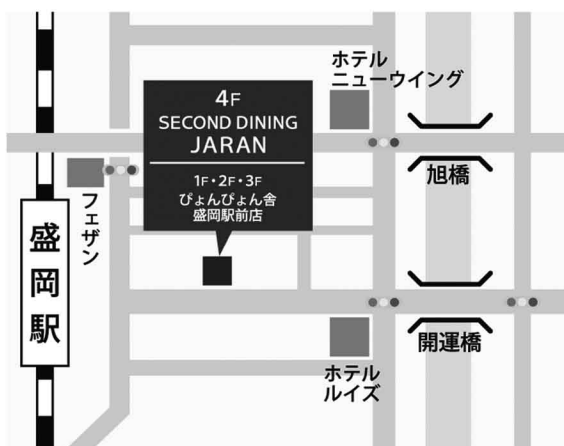 ホテル
ニューウイング
4F
SECOND DINING
JARAN
1F・2F・3F
ぴょんぴょん舎
盛岡駅前店
旭橋
フェザン
盛岡駅
開運橋
ホテル
ルイズ